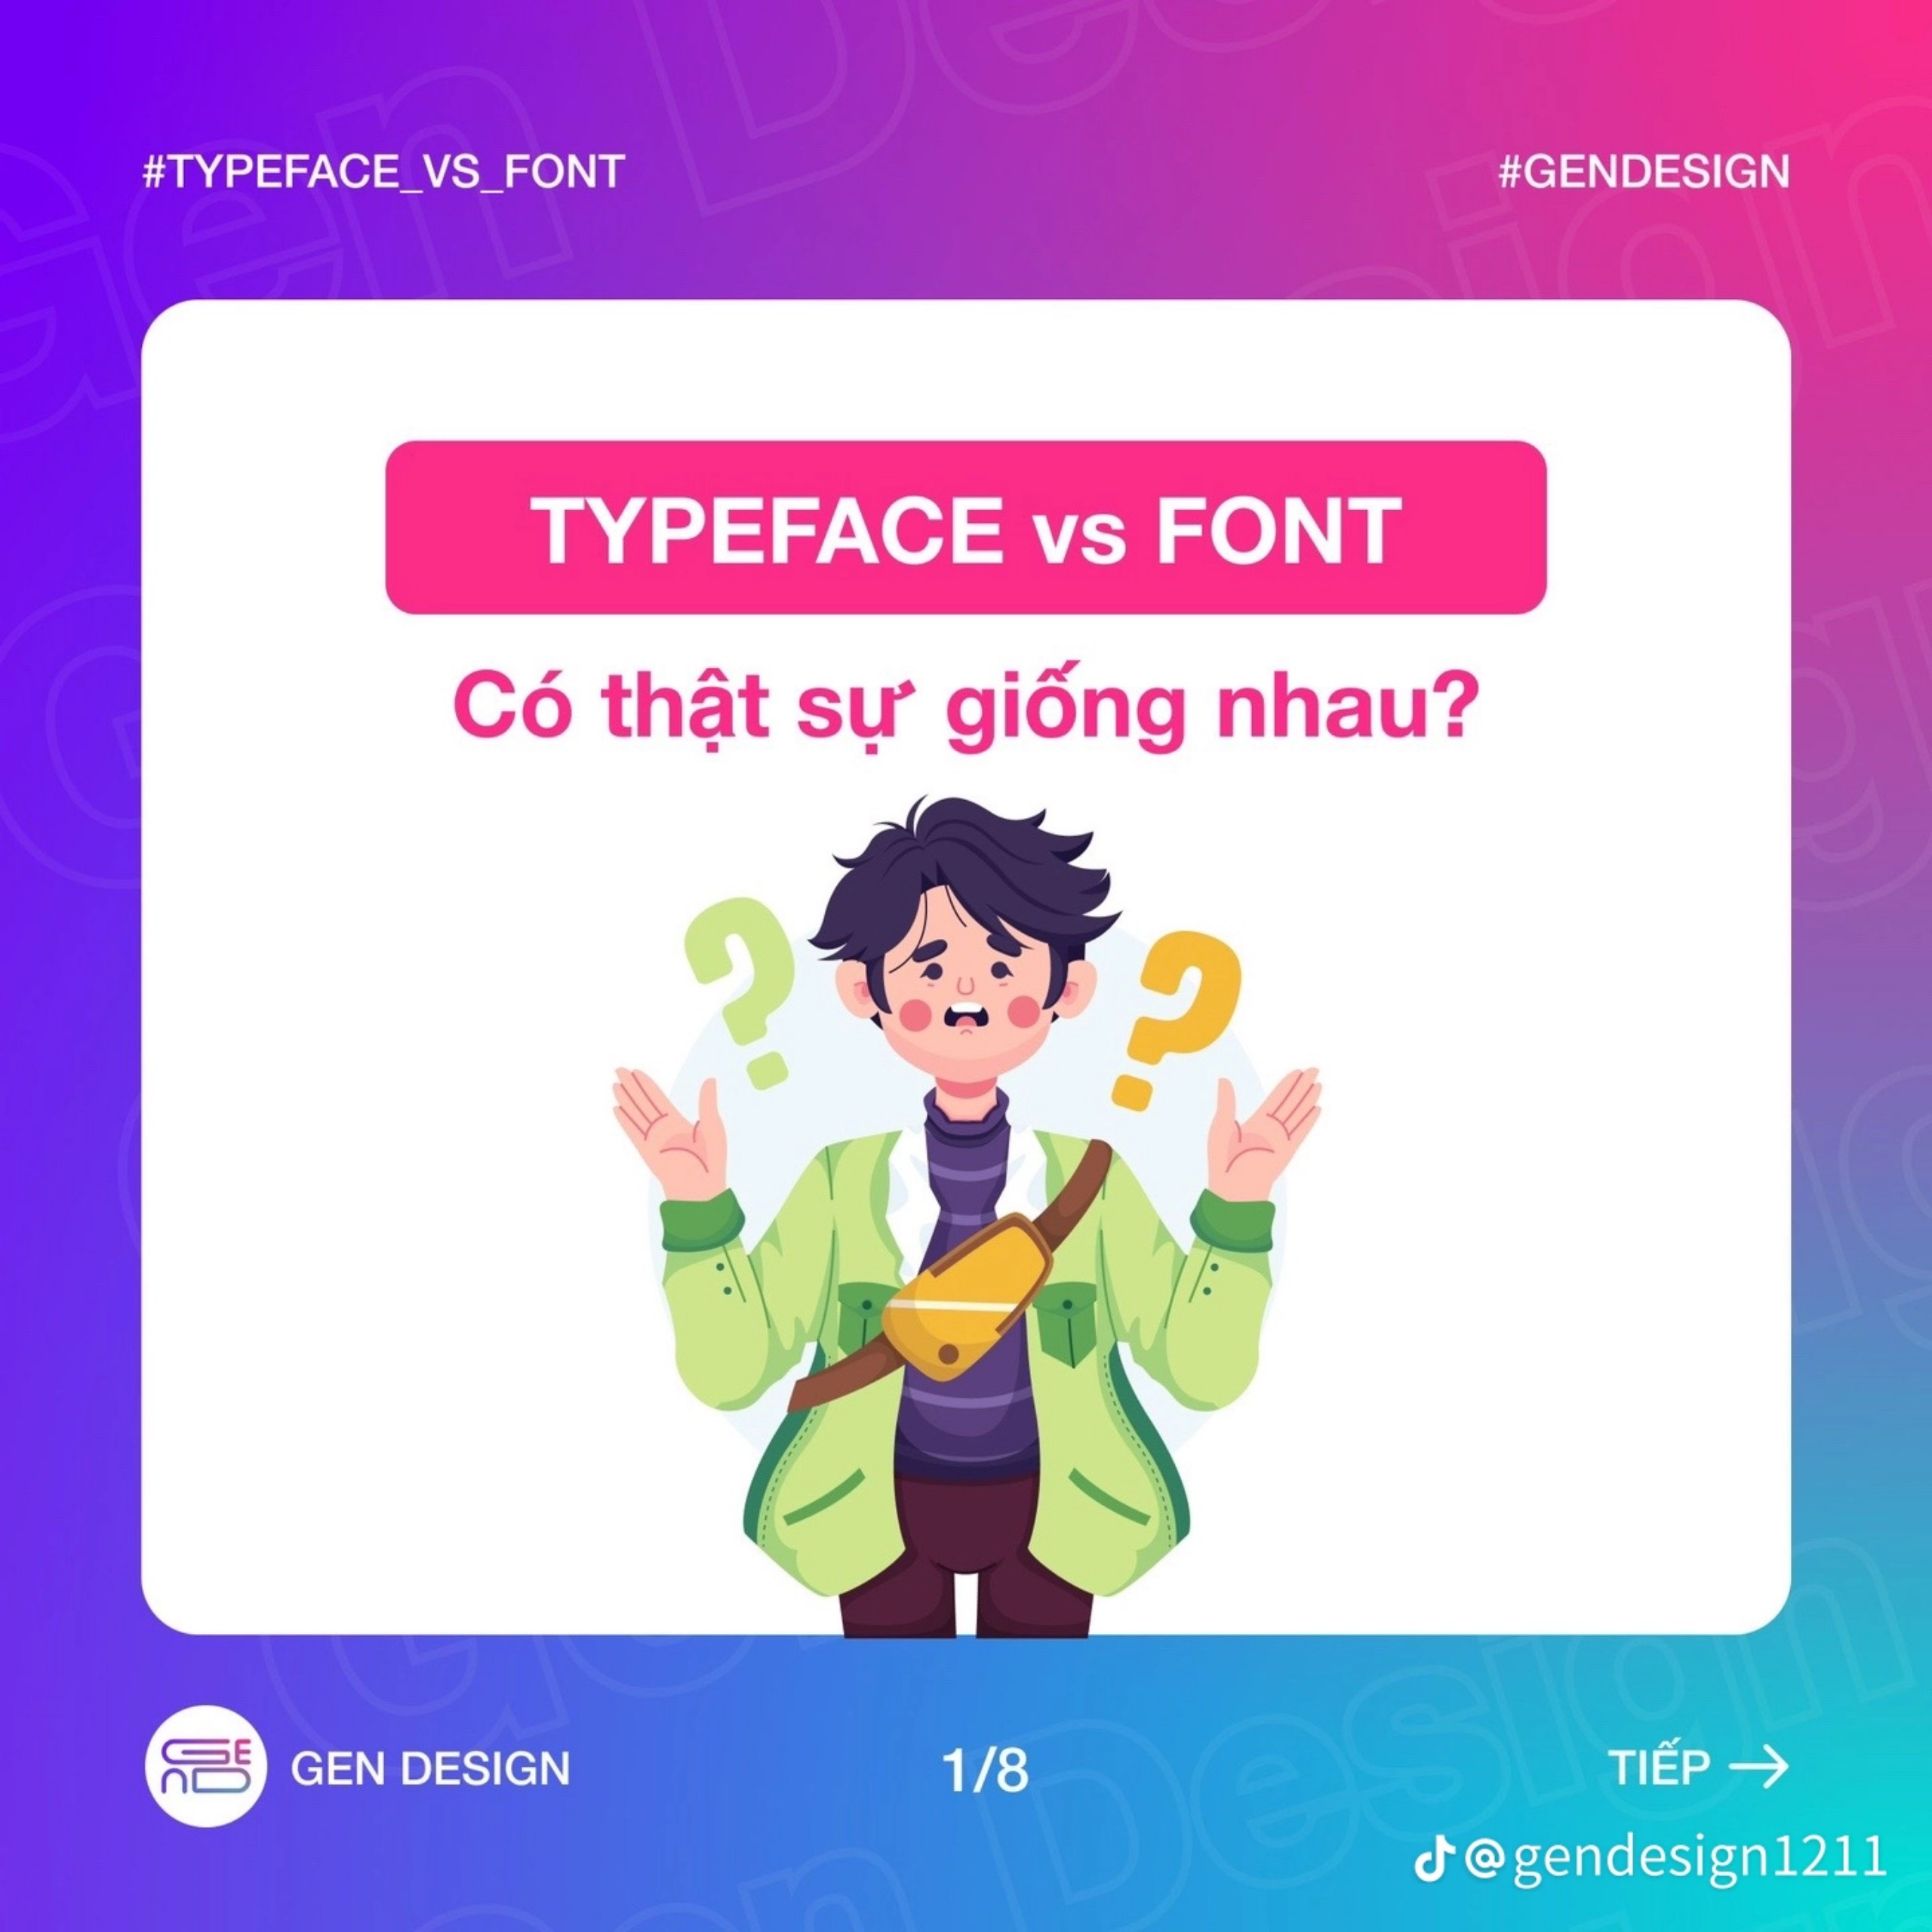 #TYPEFACE_VS_FONT
#GENDESIGN
TYPEFACE vs FONT
Có thật sự giống nhau?
GEN DESIGN
1/8
TIẾP →
@gendesign1211